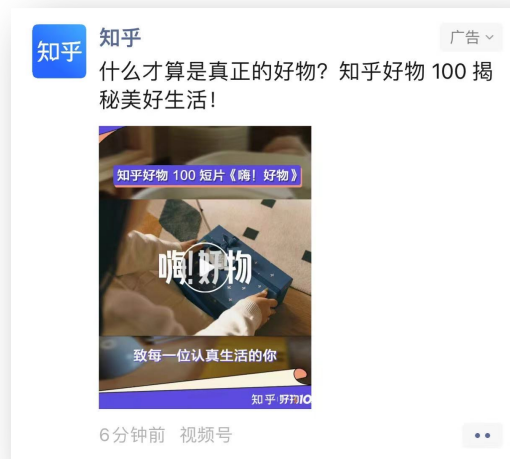 知乎
知乎
广告
什么才算是真正的好物？知乎好物 100 揭
秘美好生活！
知乎好物 100 短片《嗨！好物》
嗨!好物
致每一位认真生活的你
知乎·好物100
6分钟前 视频号